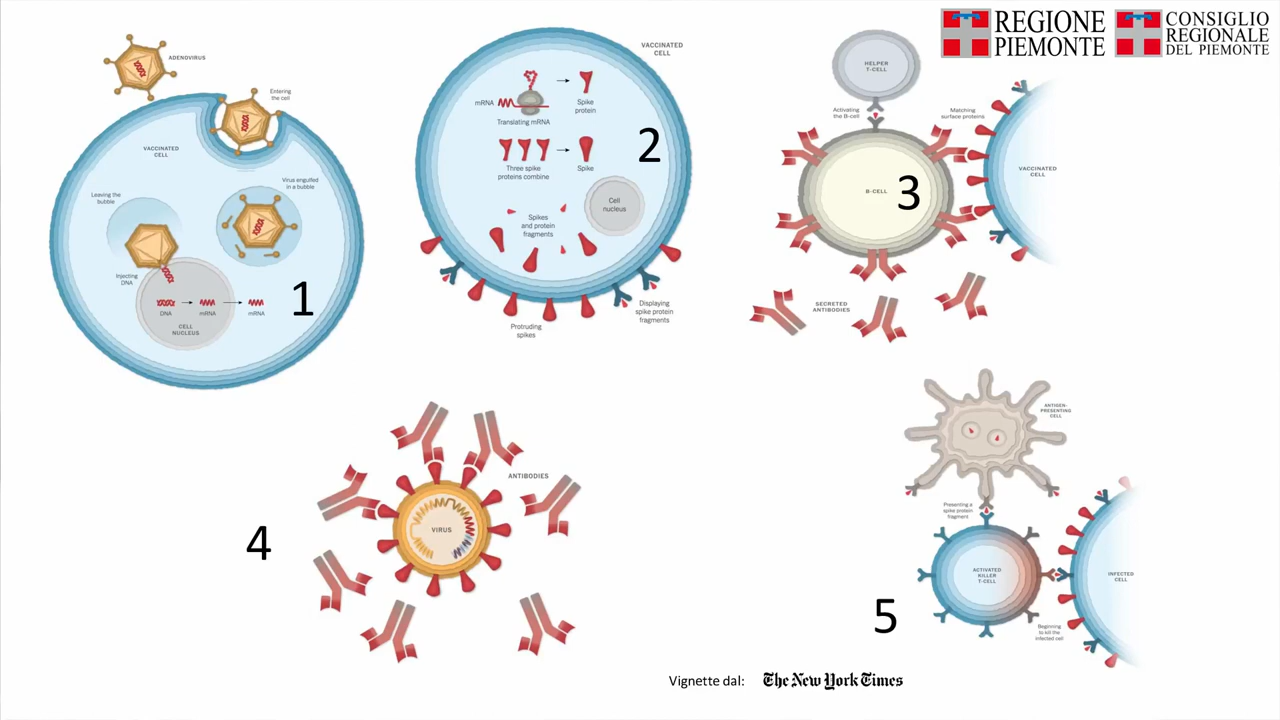 REGIONE
PIEMONTE
CONSIGLIO
REGIONALE
DEL PIEMONTE
ADENOVIRUS
Entering
the cell
VACCINATED
CELL
Virus engulfed
in a bubble
Leaving the
bubble
Injecting
DNA
DNA
mRNA
mRNA
CELL
NUCLEUS
1
VACCINATED
CELL
mRNA
Translating mRNA
Spike
protein
Three spike
proteins combine
Spike
2
Cell
nucleus
Spikes
and protein
fragments
Displaying
spike protein
fragments
Protruding
spikes
HELPER
T-CELL
Activating
the B-cell
Matching
surface proteins
VACCINATED
CELL
B-CELL
3
SECRETED
ANTIBODIES
4
ANTIBODIES
VIRUS
ANTIGEN-
PRESENTING
CELL
Presenting a
spike protein
fragment
ACTIVATED
KILLER
T-CELL
INFECTED
CELL
5
Beginning
to kill the
infected cell
Vignette dal: The New York Times